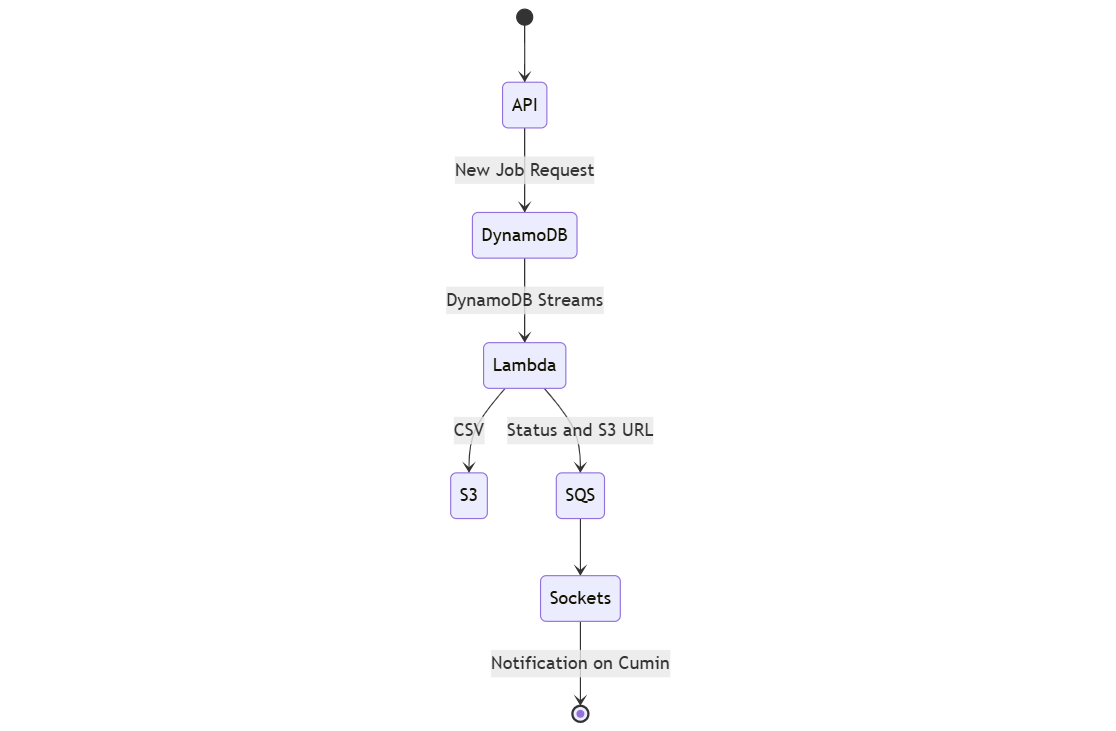 API
New Job Request
DynamoDB
DynamoDB Streams
Lambda
CSV
Status and S3 URL
S3
SQS
Sockets
Notification on Cumin